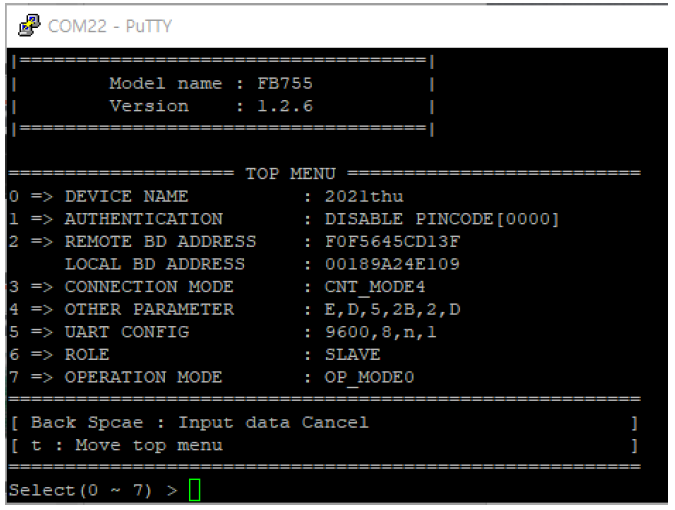 COM22 - PuTTY
|====================================|
| Model name : FB755 |
| Version : 1.2.6 |
|====================================|
==================== TOP MENU ==========================
0 => DEVICE NAME : 2021thu
1 => AUTHENTICATION : DISABLE PINCODE[0000]
2 => REMOTE BD ADDRESS : F0F5645CD13F
LOCAL BD ADDRESS : 00189A24E109
3 => CONNECTION MODE : CNT_MODE4
4 => OTHER PARAMETER : E,D,5,2B,2,D
5 => UART CONFIG : 9600,8,n,1
6 => ROLE : SLAVE
7 => OPERATION MODE : OP_MODE0
========================================================
[ Back Spcae : Input data Cancel ]
[ t : Move top menu ]
========================================================
Select(0 ~ 7) >